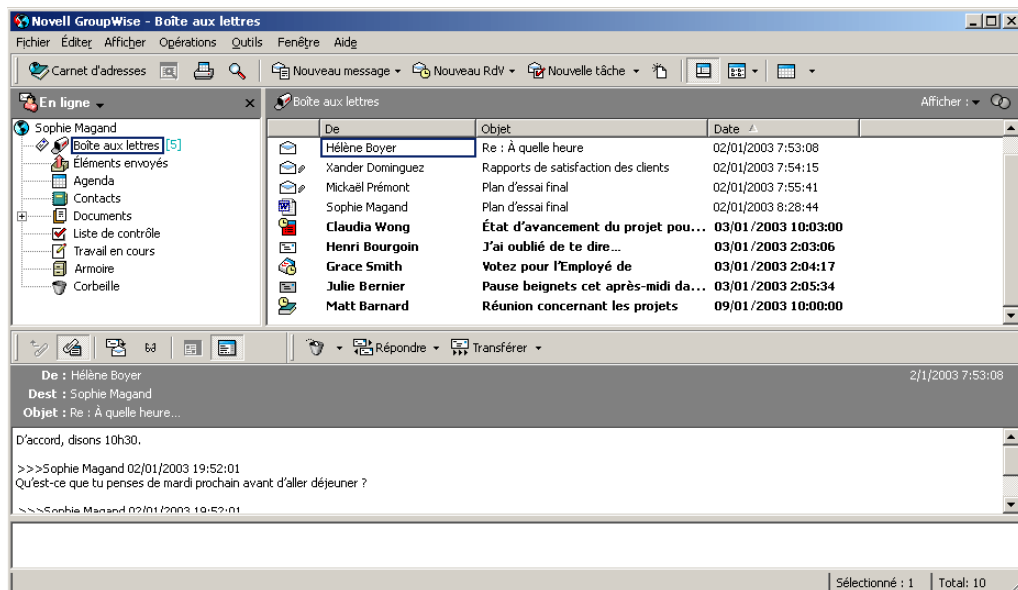 Novell GroupWise - Boîte aux lettres
Fichier Éditer Afficher Opérations Outils Fenêtre Aide
Carnet d'adresses Nouveau message Nouveau RdV Nouvelle tâche
En ligne
Boîte aux lettres Afficher :
Sophie Magand
Boîte aux lettres [5]
Éléments envoyés
Agenda
Contacts
Documents
Liste de contrôle
Travail en cours
Armoire
Corbeille
De Objet Date
Hélène Boyer Re : À quelle heure 02/01/2003 7:53:08
Xander Dominguez Rapports de satisfaction des clients 02/01/2003 7:54:15
Mickaël Prémont Plan d'essai final 02/01/2003 7:55:41
Sophie Magand Plan d'essai final 02/01/2003 8:28:44
Claudia Wong État d'avancement du projet pou... 03/01/2003 10:03:00
Henri Bourgoin J'ai oublié de te dire... 03/01/2003 2:03:06
Grace Smith Votez pour l'Employé de 03/01/2003 2:04:17
Julie Bernier Pause beignets cet après-midi da... 03/01/2003 2:05:34
Matt Barnard Réunion concernant les projets 09/01/2003 10:00:00
Répondre Transférer
De : Hélène Boyer 2/1/2003 7:53:08
Dest : Sophie Magand
Objet : Re : À quelle heure...
D'accord, disons 10h30.
>>>Sophie Magand 02/01/2003 19:52:01
Qu'est-ce que tu penses de mardi prochain avant d'aller déjeuner ?
>>>Sophie Magand 02/01/2003 19:52:01
Sélectionné : 1 Total: 10